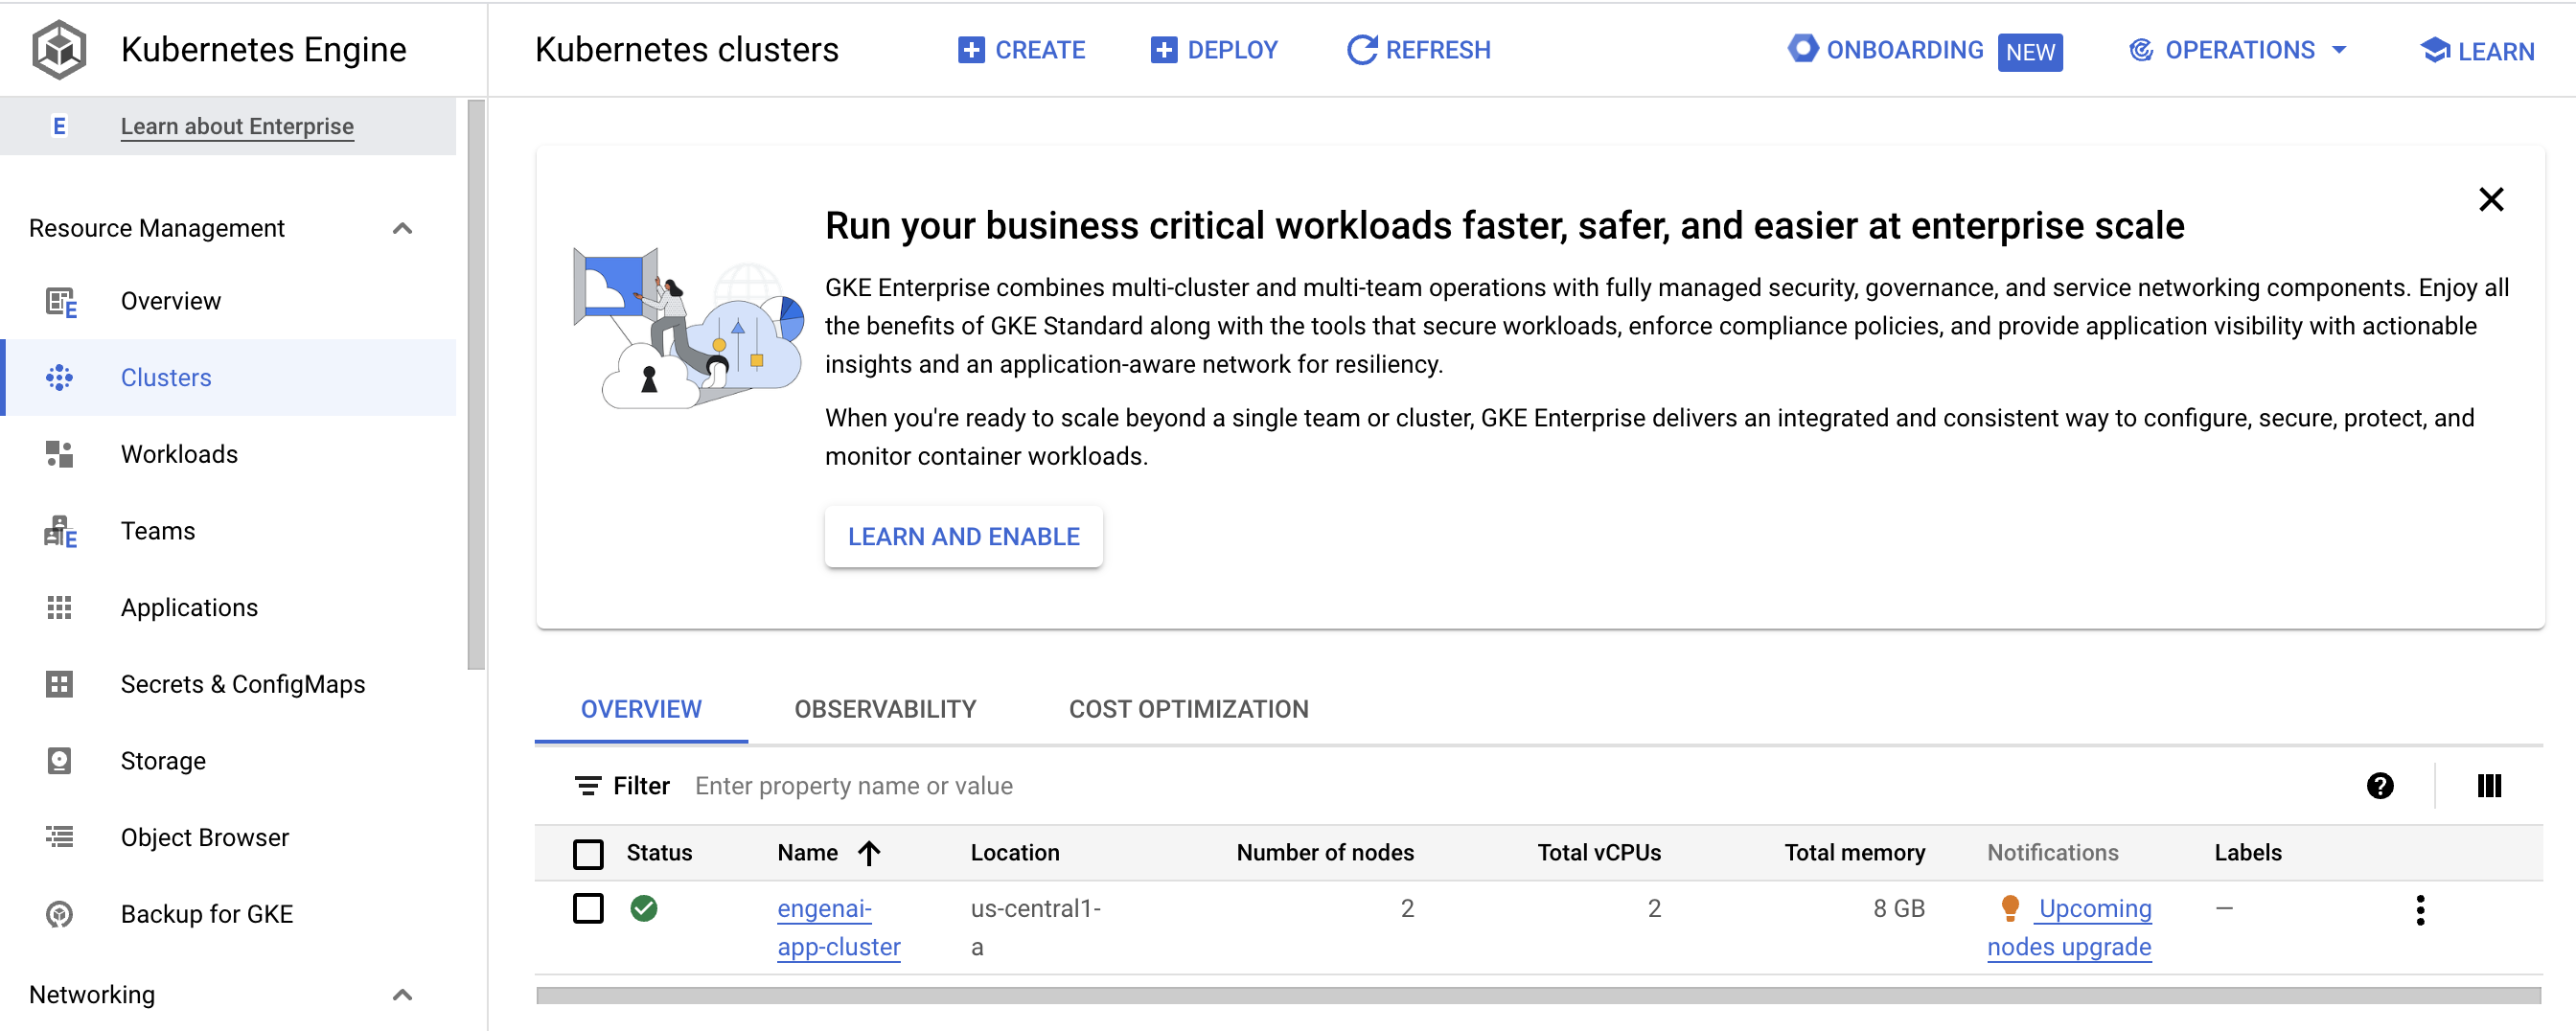 Kubernetes Engine
Kubernetes clusters
CREATE
DEPLOY
REFRESH
ONBOARDING NEW
OPERATIONS
LEARN
E Learn about Enterprise
Resource Management
E Overview
Clusters
Workloads
E Teams
Applications
Secrets & ConfigMaps
Storage
Object Browser
Backup for GKE
Networking
Run your business critical workloads faster, safer, and easier at enterprise scale
GKE Enterprise combines multi-cluster and multi-team operations with fully managed security, governance, and service networking components. Enjoy all
the benefits of GKE Standard along with the tools that secure workloads, enforce compliance policies, and provide application visibility with actionable
insights and an application-aware network for resiliency.
When you're ready to scale beyond a single team or cluster, GKE Enterprise delivers an integrated and consistent way to configure, secure, protect, and
monitor container workloads.
LEARN AND ENABLE
OVERVIEW
OBSERVABILITY
COST OPTIMIZATION
Filter Enter property name or value
Status Name Location Number of nodes Total vCPUs Total memory Notifications Labels
engenai- us-central1- 2 2 8 GB Upcoming —
app-cluster a nodes upgrade